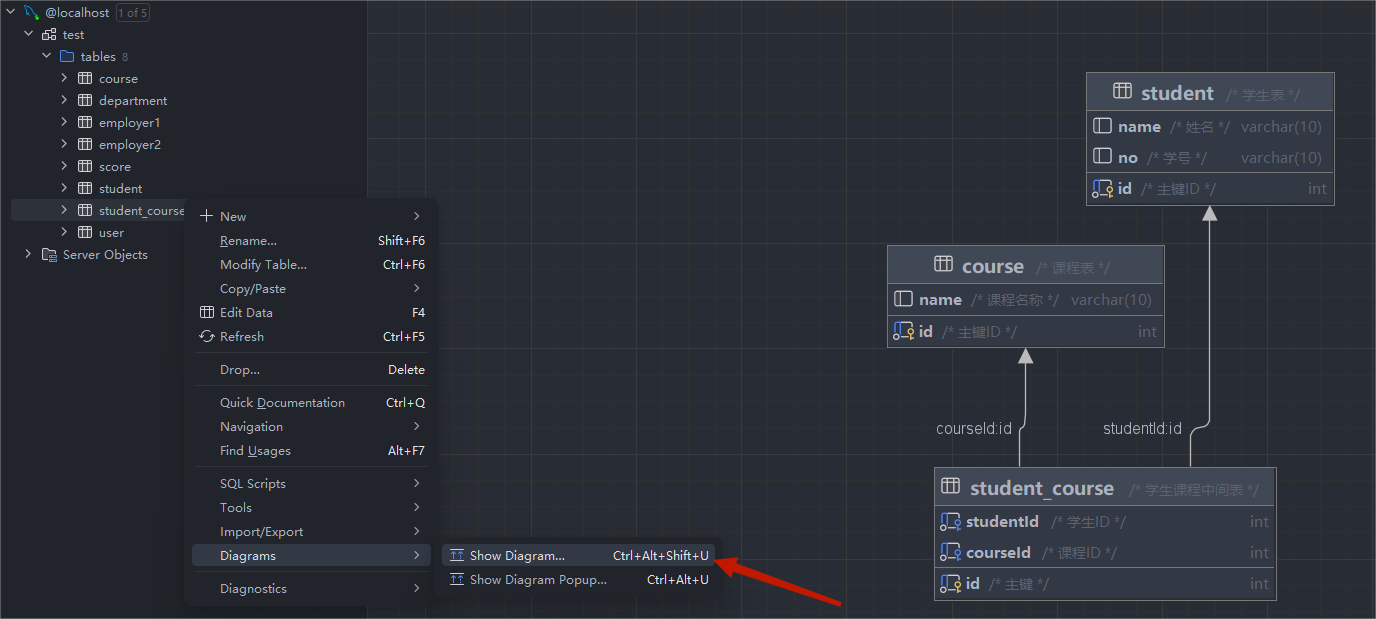 @localhost 1 of 5
test
tables 8
course
department
employer1
employer2
score
student
student_course
user
Server Objects
New
Rename... Shift+F6
Modify Table... Ctrl+F6
Copy/Paste
Edit Data F4
Refresh Ctrl+F5
Drop... Delete
Quick Documentation Ctrl+Q
Navigation
Find Usages Alt+F7
SQL Scripts
Tools
Import/Export
Diagrams
Diagnostics
Show Diagram... Ctrl+Alt+Shift+U
Show Diagram Popup... Ctrl+Alt+U
student /* 学生表 */
name /* 姓名 */ varchar(10)
no /* 学号 */ varchar(10)
id /* 主键ID */ int
course /* 课程表 */
name /* 课程名称 */ varchar(10)
id /* 主键ID */ int
courseId:id
studentId:id
student_course /* 学生课程中间表 */
studentId /* 学生ID */ int
courseId /* 课程ID */ int
id /* 主键 */ int